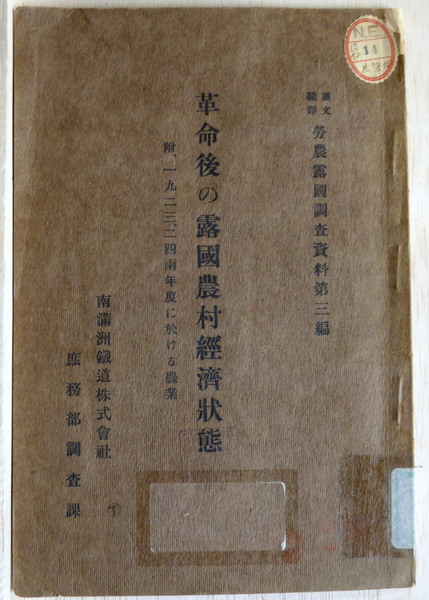 露文
翻譯
勞農露國調査資料第三編
革命後の露國農村經濟狀態
附、一九二三、二四兩年度に於ける農業
南滿洲鐵道株式會社
庶務部調査課
N.E.